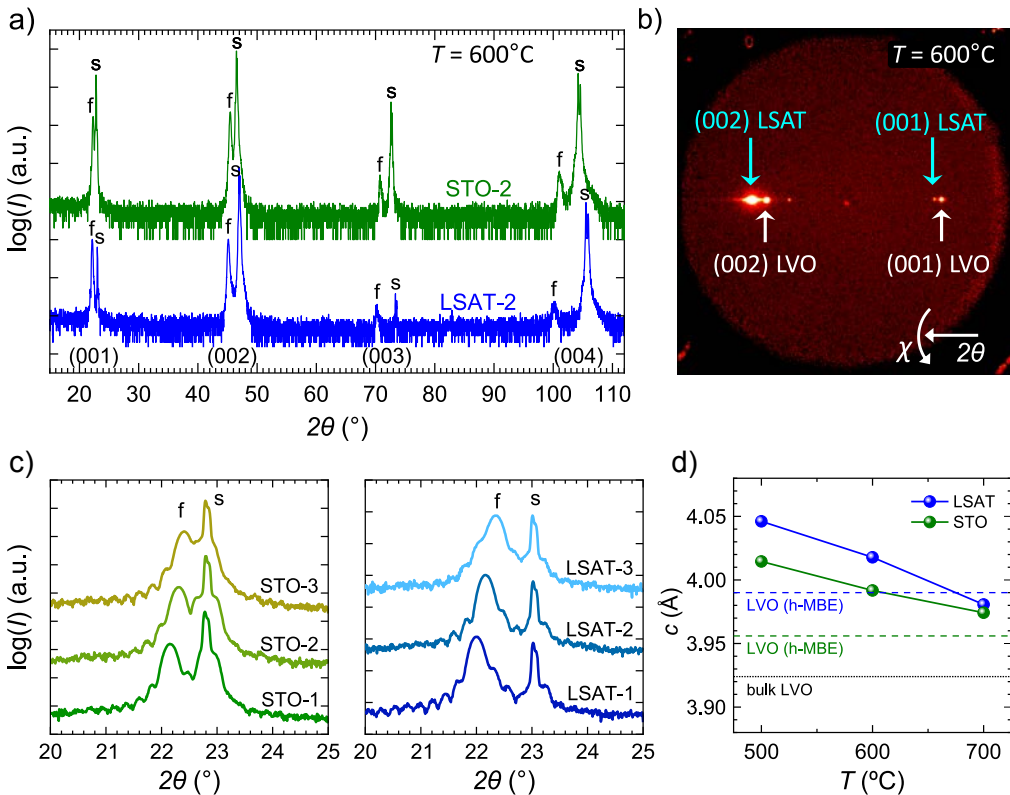 a)
T = 600°C
s
s
s
s
f
f
f
f
STO-2
s
s
s
s
f
f
f
f
LSAT-2
(001)
(002)
(003)
(004)
20 30 40 50 60 70 80 90 100 110
2θ (°)
log(I) (a.u.)
b)
T = 600°C
(002) LSAT
(001) LSAT
(002) LVO
(001) LVO
χ
2θ
c)
f
s
STO-3
STO-2
STO-1
20 21 22 23 24 25
2θ (°)
log(I) (a.u.)
f
s
LSAT-3
LSAT-2
LSAT-1
20 21 22 23 24 25
2θ (°)
d)
LSAT
STO
4.05
4.00
3.95
3.90
c (Å)
LVO (h-MBE)
LVO (h-MBE)
bulk LVO
500 600 700
T (ºC)